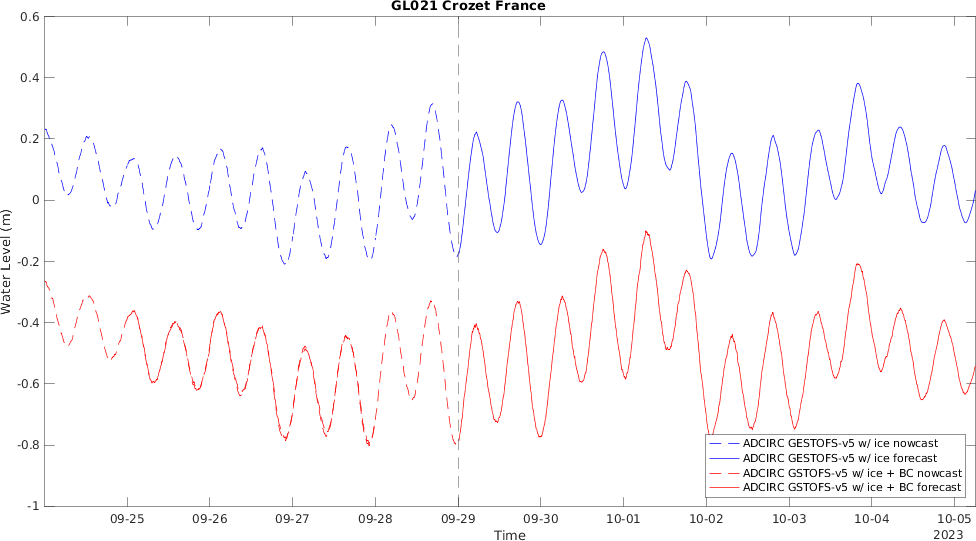 GL021 Crozet France
0.6
0.4
0.2
0
-0.2
-0.4
-0.6
-0.8
-1
Water Level (m)
ADCIRC GESTOFS-v5 w/ ice nowcast
ADCIRC GESTOFS-v5 w/ ice forecast
ADCIRC GSTOFS-v5 w/ ice + BC nowcast
ADCIRC GSTOFS-v5 w/ ice + BC forecast
09-25 09-26 09-27 09-28 09-29 09-30 10-01 10-02 10-03 10-04 10-05
Time
2023